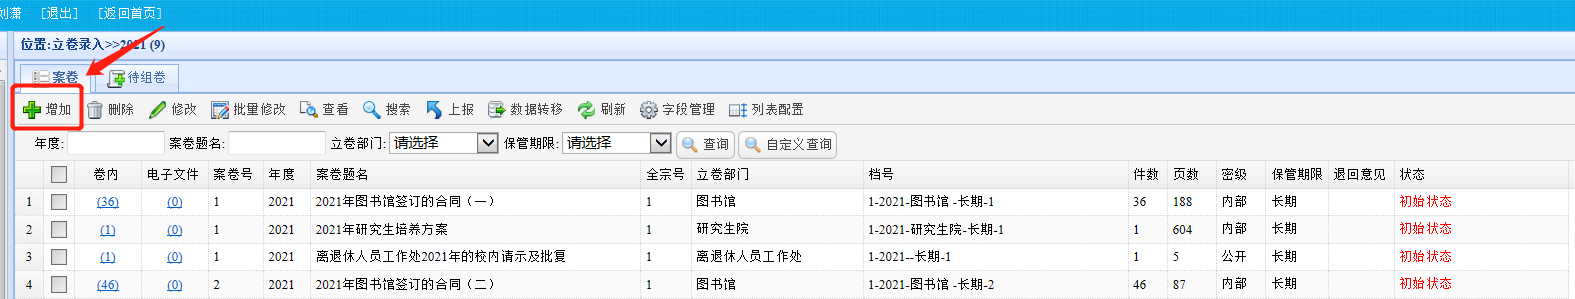 刘潇 [退出] [返回首页]
位置:立卷录入>>2021 (9)
案卷 待组卷
增加 删除 修改 批量修改 查看 搜索 上报 数据转移 刷新 字段管理 列表配置
年度: 案卷题名: 立卷部门: 请选择 保管期限: 请选择 查询 自定义查询
卷内 电子文件 案卷号 年度 案卷题名 全宗号 立卷部门 档号 件数 页数 密级 保管期限 退回意见 状态
1 (36) (0) 1 2021 2021年图书馆签订的合同（一） 1 图书馆 1-2021-图书馆 -长期-1 36 188 内部 长期 初始状态
2 (1) (0) 1 2021 2021年研究生培养方案 1 研究生院 1-2021-研究生院-长期-1 1 604 内部 长期 初始状态
3 (1) (0) 1 2021 离退休人员工作处2021年的校内请示及批复 1 离退休人员工作处 1-2021--长期-1 1 5 公开 长期 初始状态
4 (46) (0) 2 2021 2021年图书馆签订的合同（二） 1 图书馆 1-2021-图书馆 -长期-2 46 87 内部 长期 初始状态